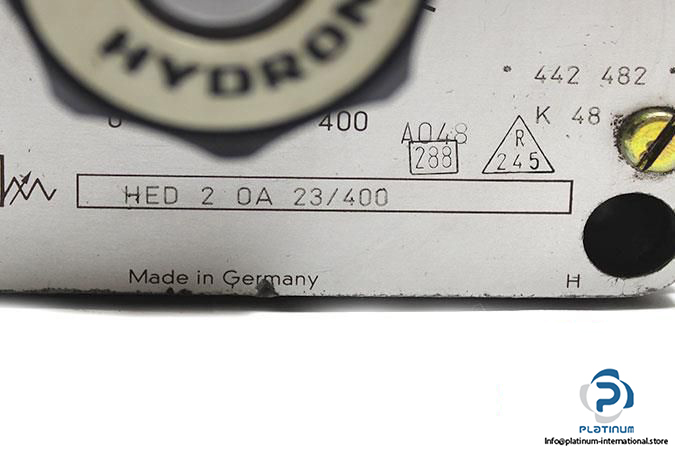 HYDRON
0 400
442 482
K 48
A048
288
R
245
HED 2 OA 23/400
Made in Germany
H
PLATINUM
Info@platinum-international.store